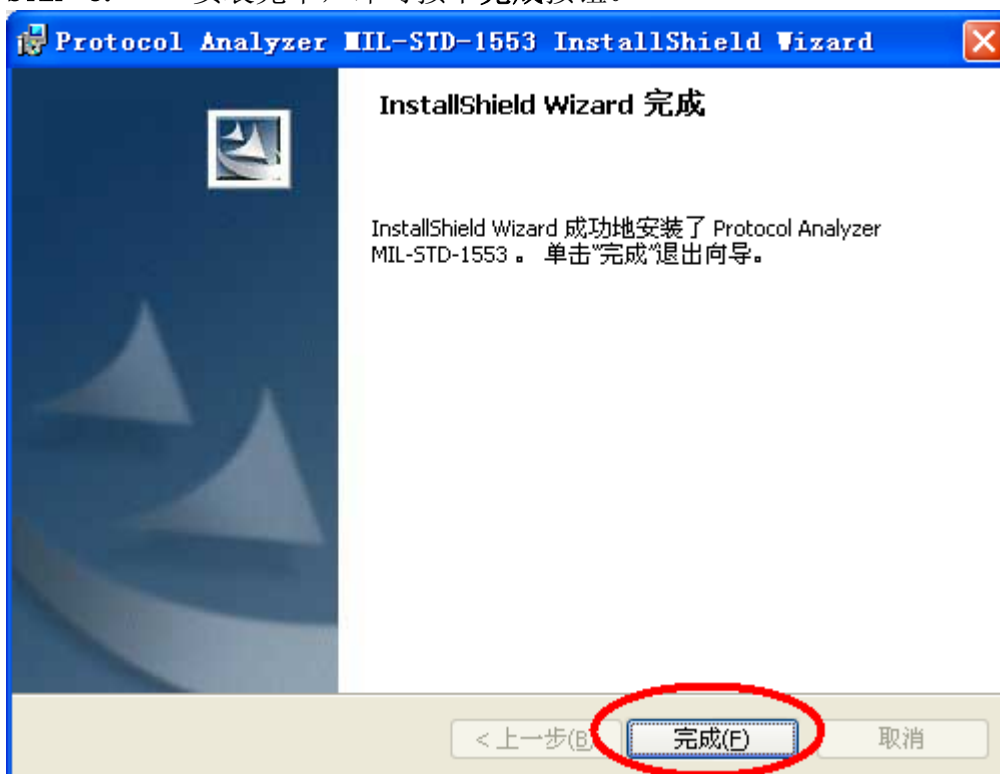 Protocol Analyzer MIL-STD-1553 InstallShield Wizard
InstallShield Wizard 完成
InstallShield Wizard 成功地安装了 Protocol Analyzer
MIL-STD-1553 。 单击"完成"退出向导。
<上一步(B
完成(F)
取消